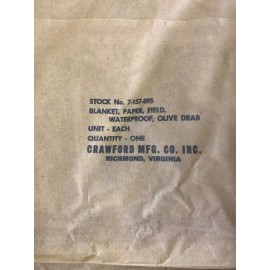 STOCK No. 7-157-895
BLANKET, PAPER, FIELD,
WATERPROOF, OLIVE DRAB
UNIT - EACH
QUANTITY - ONE
CRAWFORD MFG. CO. INC.
RICHMOND, VIRGINIA